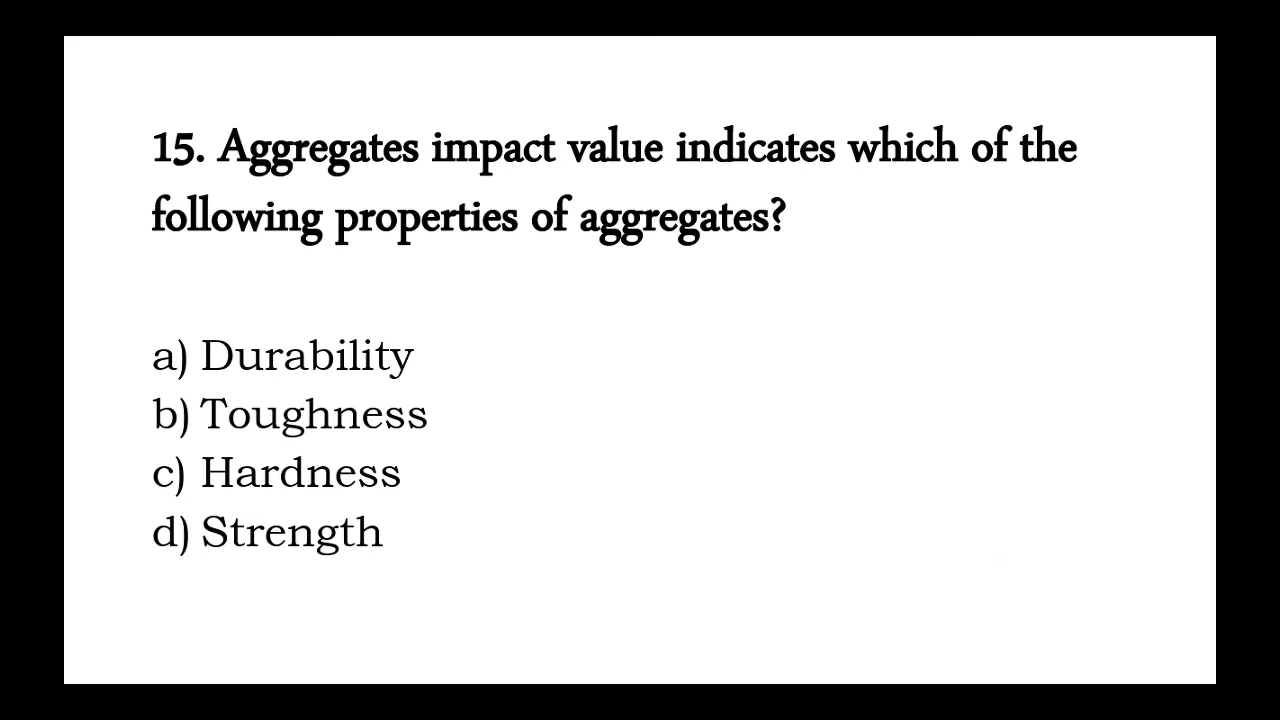 15. Aggregates impact value indicates which of the
following properties of aggregates?
a) Durability
b) Toughness
c) Hardness
d) Strength